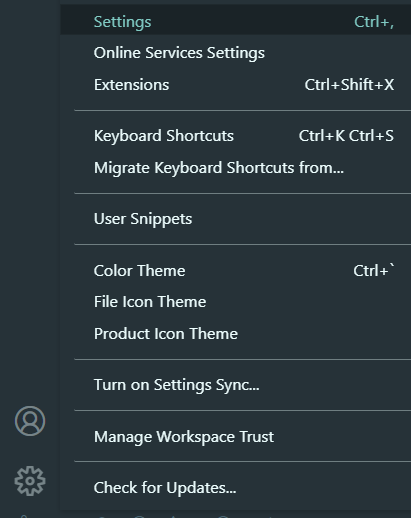 Settings Ctrl+,
Online Services Settings
Extensions Ctrl+Shift+X
Keyboard Shortcuts Ctrl+K Ctrl+S
Migrate Keyboard Shortcuts from...
User Snippets
Color Theme Ctrl+`
File Icon Theme
Product Icon Theme
Turn on Settings Sync...
Manage Workspace Trust
Check for Updates...